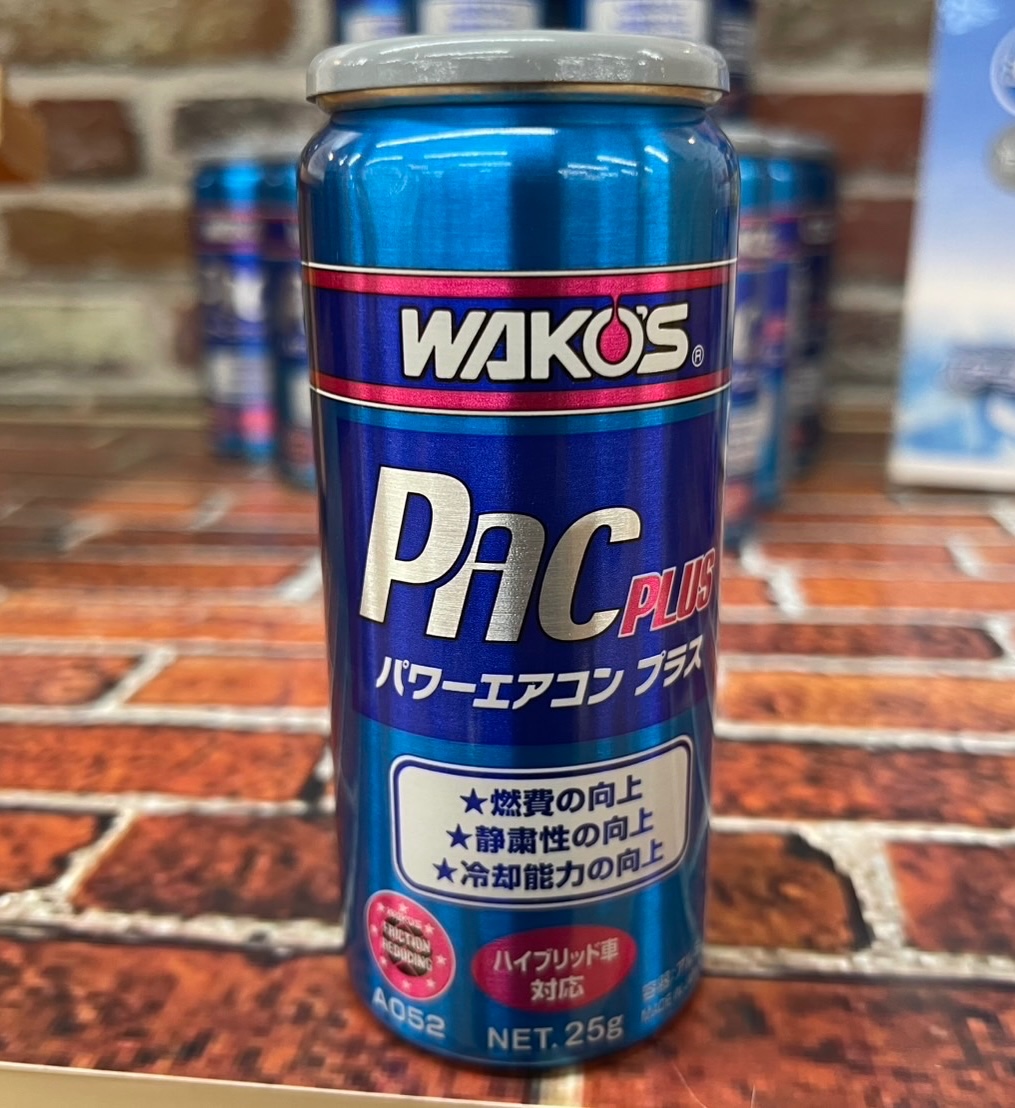 WAKO'S®
PAC PLUS
パワーエアコン プラス
★燃費の向上
★静粛性の向上
★冷却能力の向上
WAKO'S
FRICTION
REDUCING
ハイブリッド車
対応
A052
NET. 25g